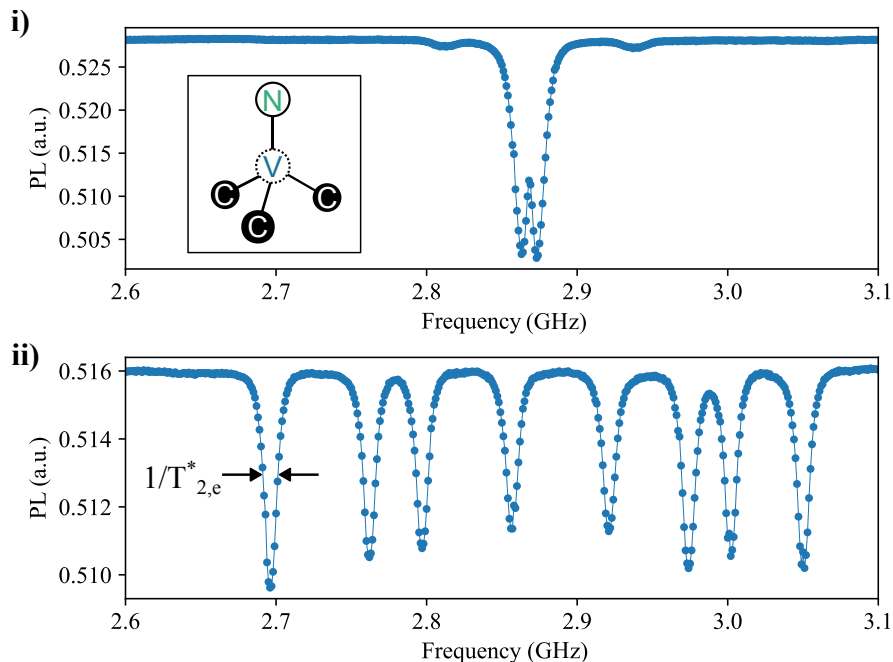 i)
0.525
0.520
0.515
0.510
0.505
PL (a.u.)
N
V
C
C
C
2.6 2.7 2.8 2.9 3.0 3.1
Frequency (GHz)
ii)
0.516
0.514
0.512
0.510
PL (a.u.)
1/T*2,e
2.6 2.7 2.8 2.9 3.0 3.1
Frequency (GHz)